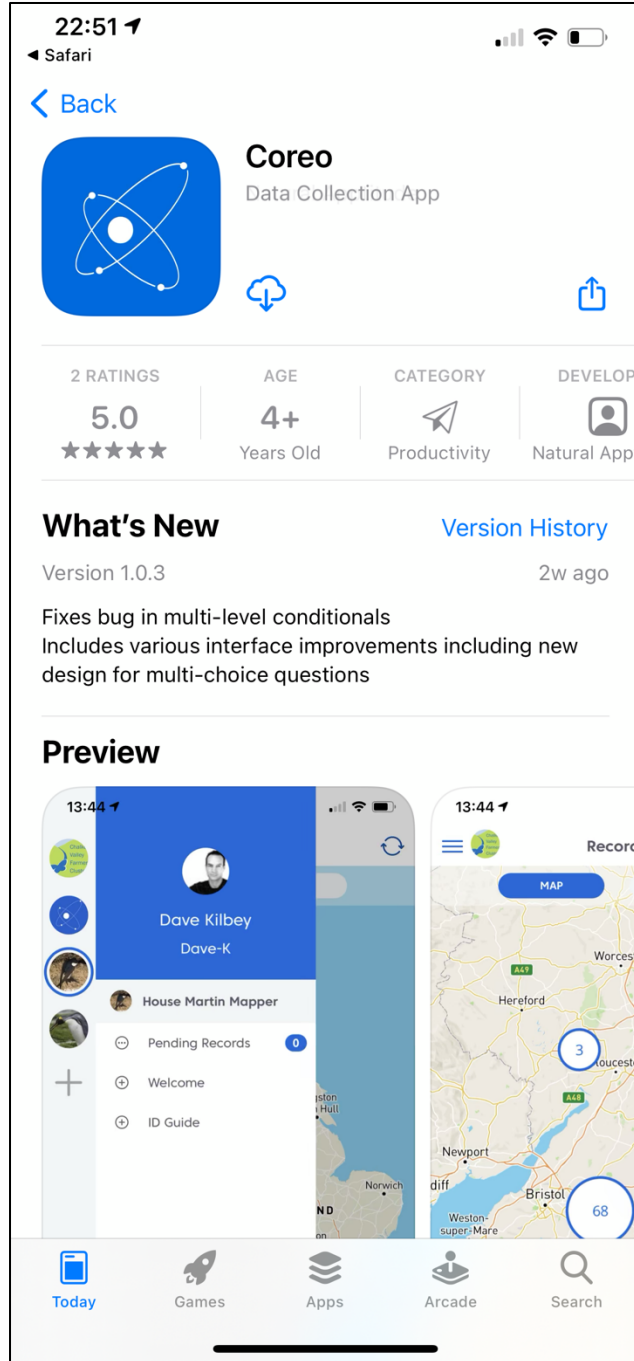 22:51
Safari
Back
Coreo
Data Collection App
2 RATINGS
5.0
AGE
4+
Years Old
CATEGORY
Productivity
DEVELOP
Natural App
What's New
Version History
Version 1.0.3
2w ago
Fixes bug in multi-level conditionals
Includes various interface improvements including new
design for multi-choice questions
Preview
13:44
Dave Kilbey
Dave-K
House Martin Mapper
Pending Records
0
Welcome
ID Guide
Hull
Norwich
ND
13:44
Record
MAP
Worces
A49
Hereford
3
loucest
A48
Newport
diff
Bristol
68
Weston-
super-Mare
Today
Games
Apps
Arcade
Search